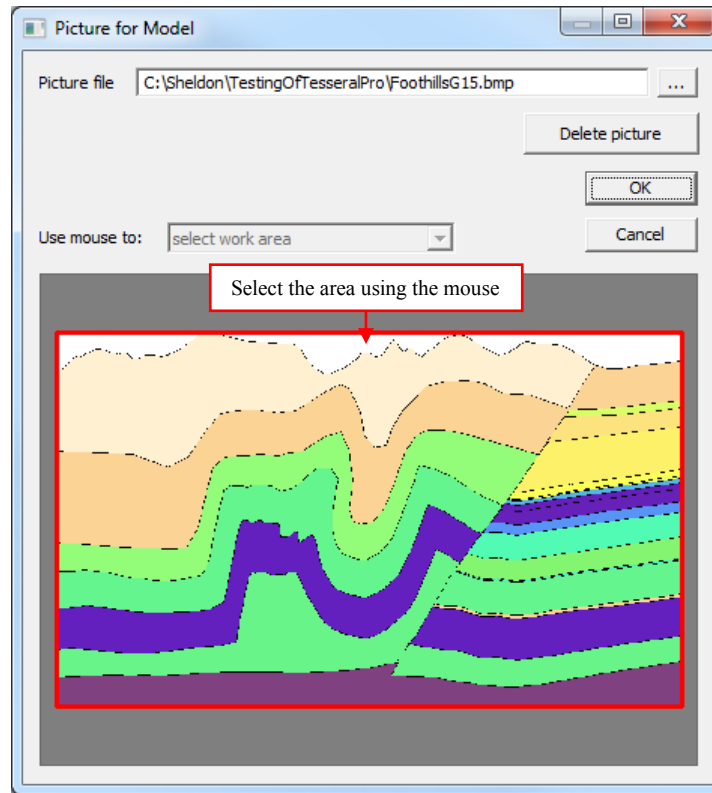 Picture for Model
Picture file C:\Sheldon\TestingOfTesseralPro\FoothillsG15.bmp ...
Delete picture
OK
Use mouse to: select work area Cancel
Select the area using the mouse